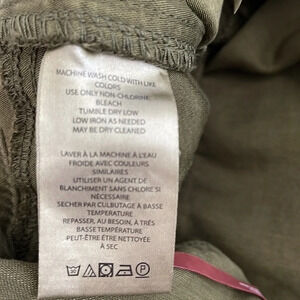 MACHINE WASH COLD WITH LIKE
COLORS
USE ONLY NON-CHLORINE
BLEACH
TUMBLE DRY LOW
LOW IRON AS NEEDED
MAY BE DRY CLEANED
LAVER À LA MACHINE À L'EAU
FROIDE AVEC COULEURS
SIMILAIRES
UTILISER UN AGENT DE
BLANCHIMENT SANS CHLORE SI
NÉCESSAIRE
SECHER PAR CULBUTAGE À BASSE
TEMPERATURE
REPASSER, AU BESOIN, À TRÈS
BASSE TEMPÉRATURE
PEUT-ÊTRE ÊTRE NETTOYÉE
À SEC